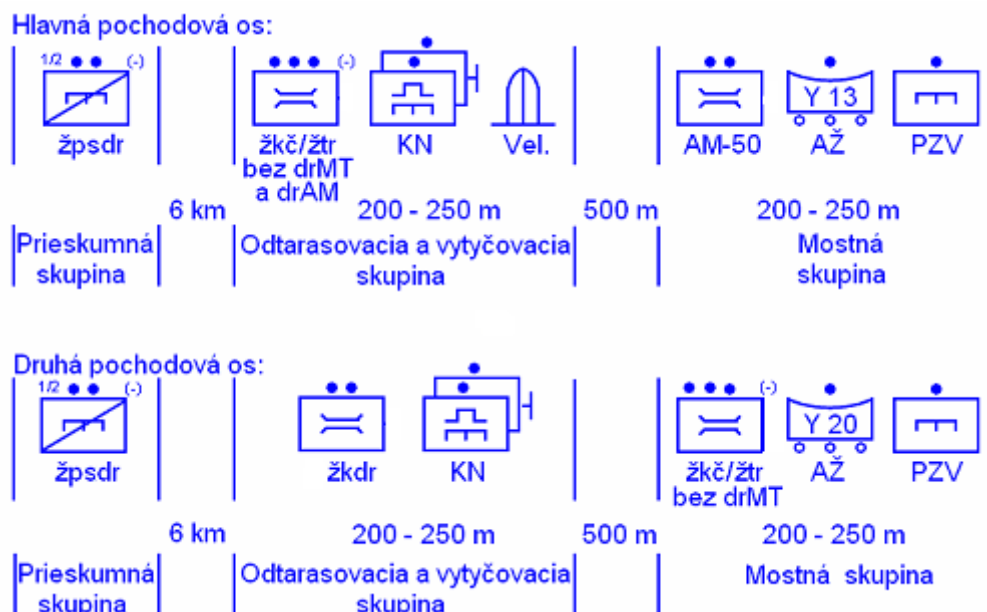 Hlavná pochodová os:
1/2 (-) (-)
Y 13
žpsdr žkč/žtr KN Vel. AM-50 AŽ PZV
bez drMT
a drAM
6 km 200 - 250 m 500 m 200 - 250 m
Prieskumná Odtarasovacia a vytyčovacia Mostná
skupina skupina skupina
Druhá pochodová os:
1/2 (-) (-)
Y 20
žpsdr žkdr KN žkč/žtr AŽ PZV
bez drMT
6 km 200 - 250 m 500 m 200 - 250 m
Prieskumná Odtarasovacia a vytyčovacia Mostná skupina
skupina skupina